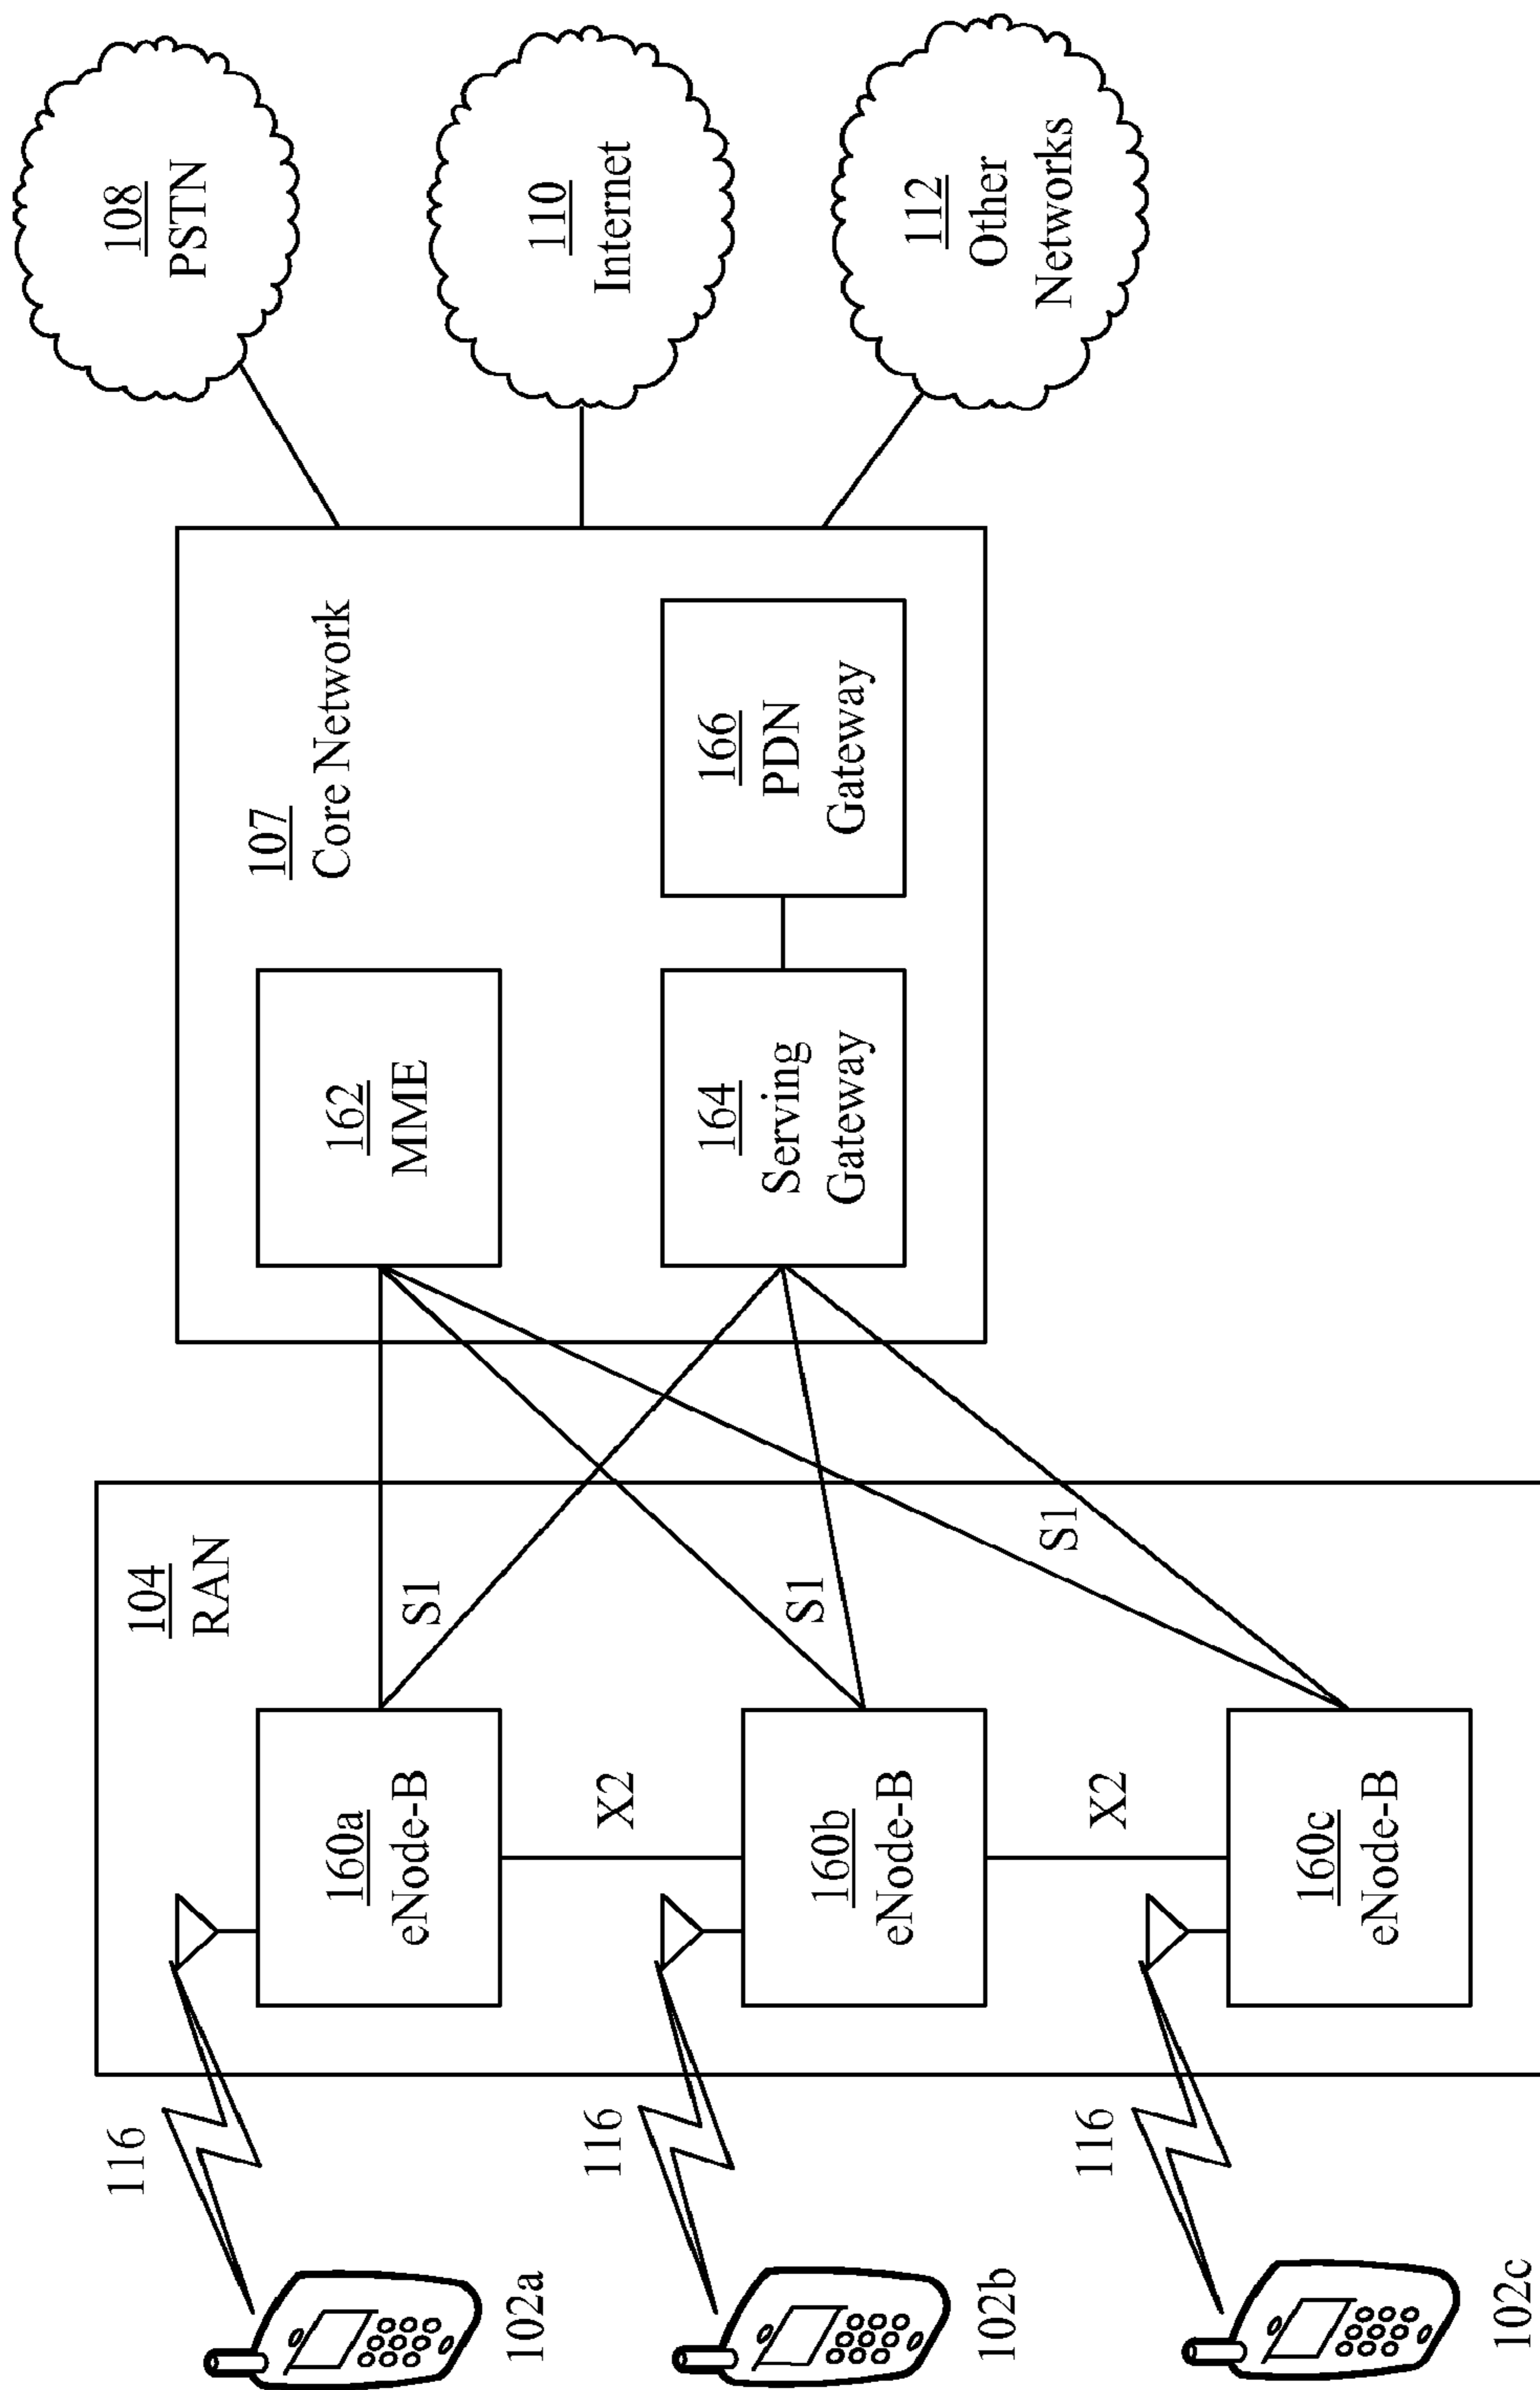 116
102a
116
102b
116
102c
104
RAN
160a
eNode-B
X2
160b
eNode-B
X2
160c
eNode-B
S1
S1
S1
107
Core Network
162
MME
164
Serving
Gateway
166
PDN
Gateway
108
PSTN
110
Internet
112
Other
Networks